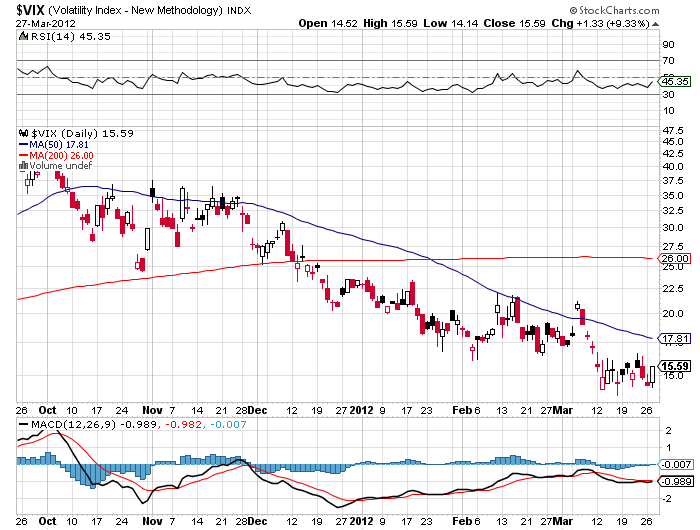 $VIX (Volatility Index - New Methodology) INDX © StockCharts.com
27-Mar-2012 Open 14.52 High 15.59 Low 14.14 Close 15.59 Chg +1.33 (+9.33%)
RSI(14) 45.35
90
70
50
45.35
30
10
$VIX (Daily) 15.59
MA(50) 17.81
MA(200) 26.00
Volume undef
47.5
45.0
42.5
40.0
37.5
35.0
32.5
30.0
27.5
26.00
25.0
22.5
20.0
17.81
17.5
15.59
15.0
26 Oct 10 17 24 Nov 7 14 21 28 Dec 12 19 27 2012 9 17 23 Feb 6 13 21 27 Mar 12 19 26
MACD(12,26,9) -0.989, -0.982, -0.007
2
1
-0.007
-0.989
-2
26 Oct 10 17 24 Nov 7 14 21 28 Dec 12 19 27 2012 9 17 23 Feb 6 13 21 27 Mar 12 19 26